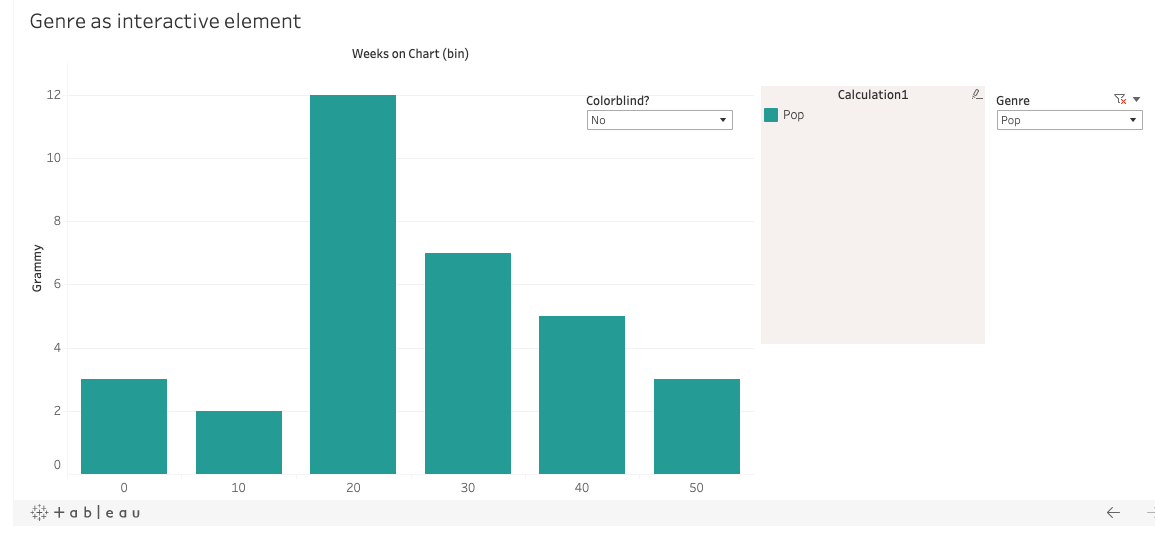 Genre as interactive element
Weeks on Chart (bin)
12
10
8
6
4
2
0
Grammy
0 10 20 30 40 50
Colorblind?
No
Calculation1
Pop
Genre
Pop
+ableau